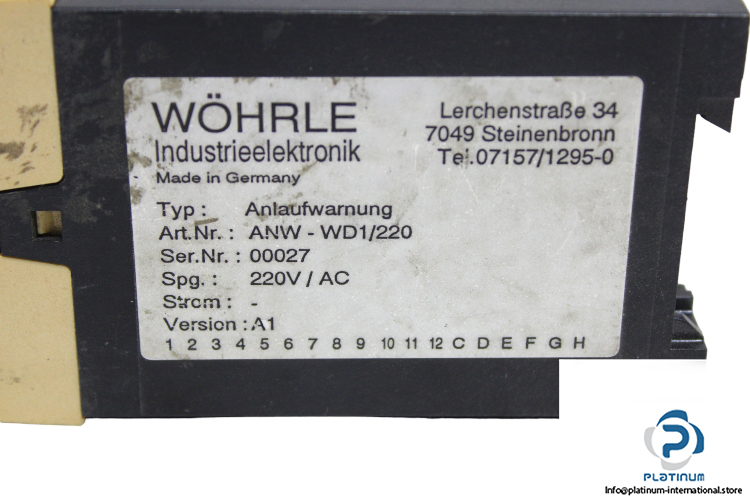 WÖHRLE
Industrieelektronik
Made in Germany
Lerchenstraße 34
7049 Steinenbronn
Tel.07157/1295-0
Typ : Anlaufwarnung
Art.Nr. : ANW - WD1/220
Ser.Nr. : 00027
Spg. : 220V / AC
Strom : -
Version : A1
1 2 3 4 5 6 7 8 9 10 11 12 C D E F G H
PLATINUM
Info@platinum-international.store